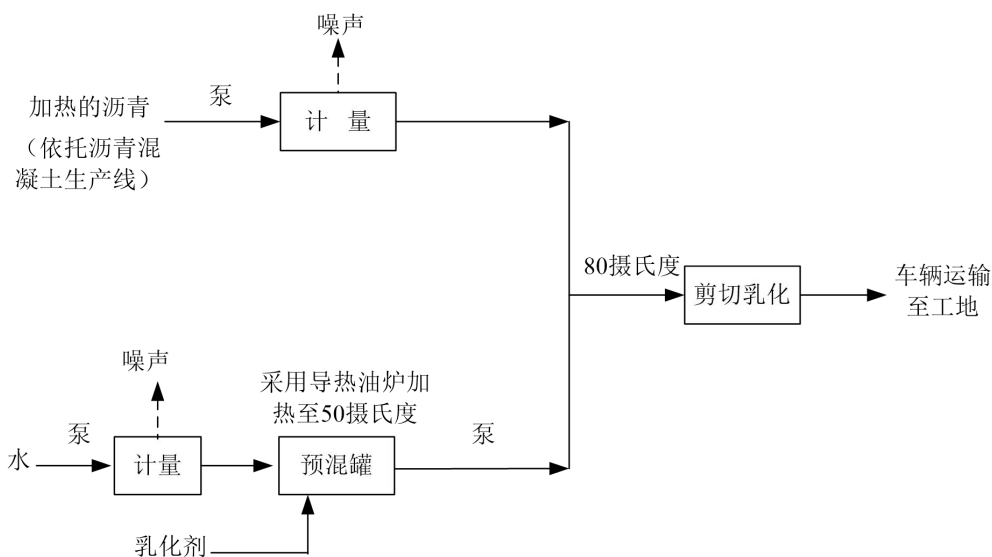 噪声
泵
加热的沥青
（依托沥青混
凝土生产线）
计 量
80摄氏度
剪切乳化
车辆运输
至工地
噪声
采用导热油炉加
热至50摄氏度
泵
泵
水
计量
预混罐
乳化剂